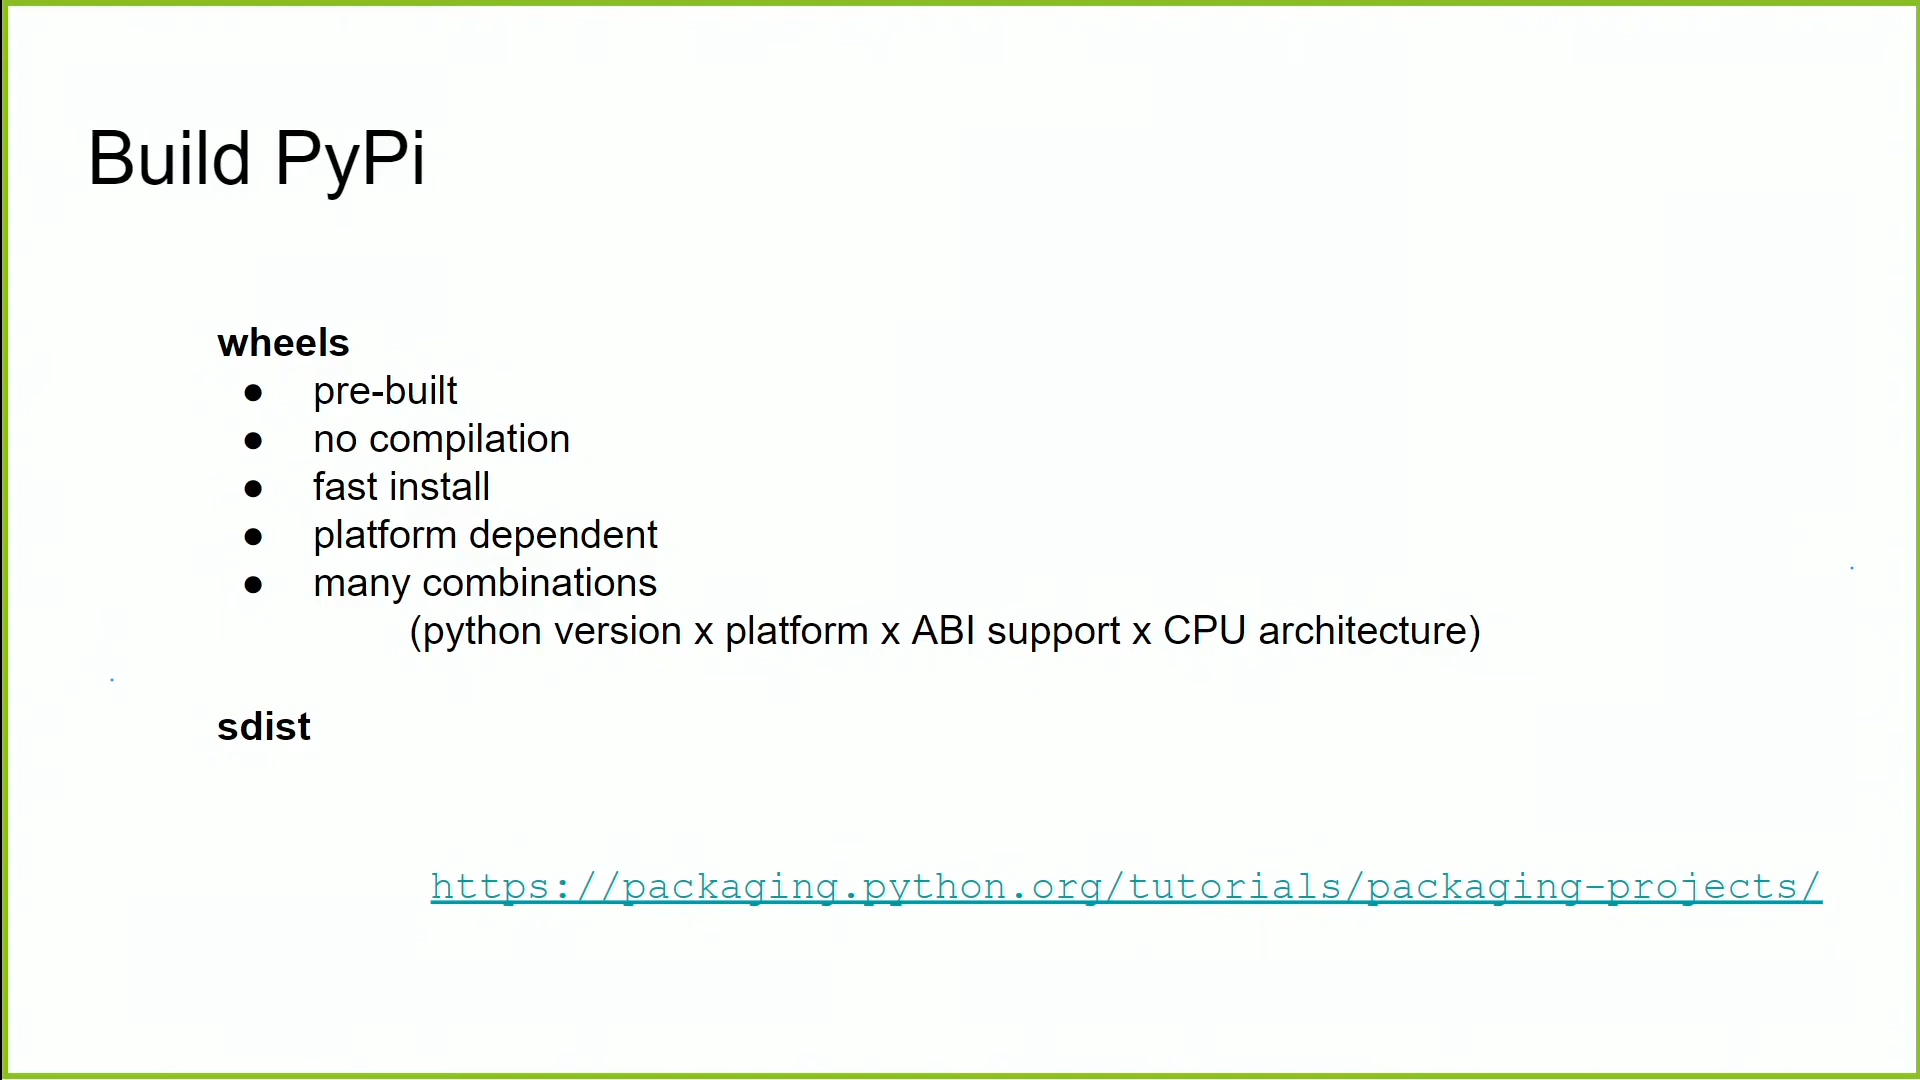 Build PyPi
wheels
● pre-built
● no compilation
● fast install
● platform dependent
● many combinations
(python version x platform x ABI support x CPU architecture)
sdist
https://packaging.python.org/tutorials/packaging-projects/